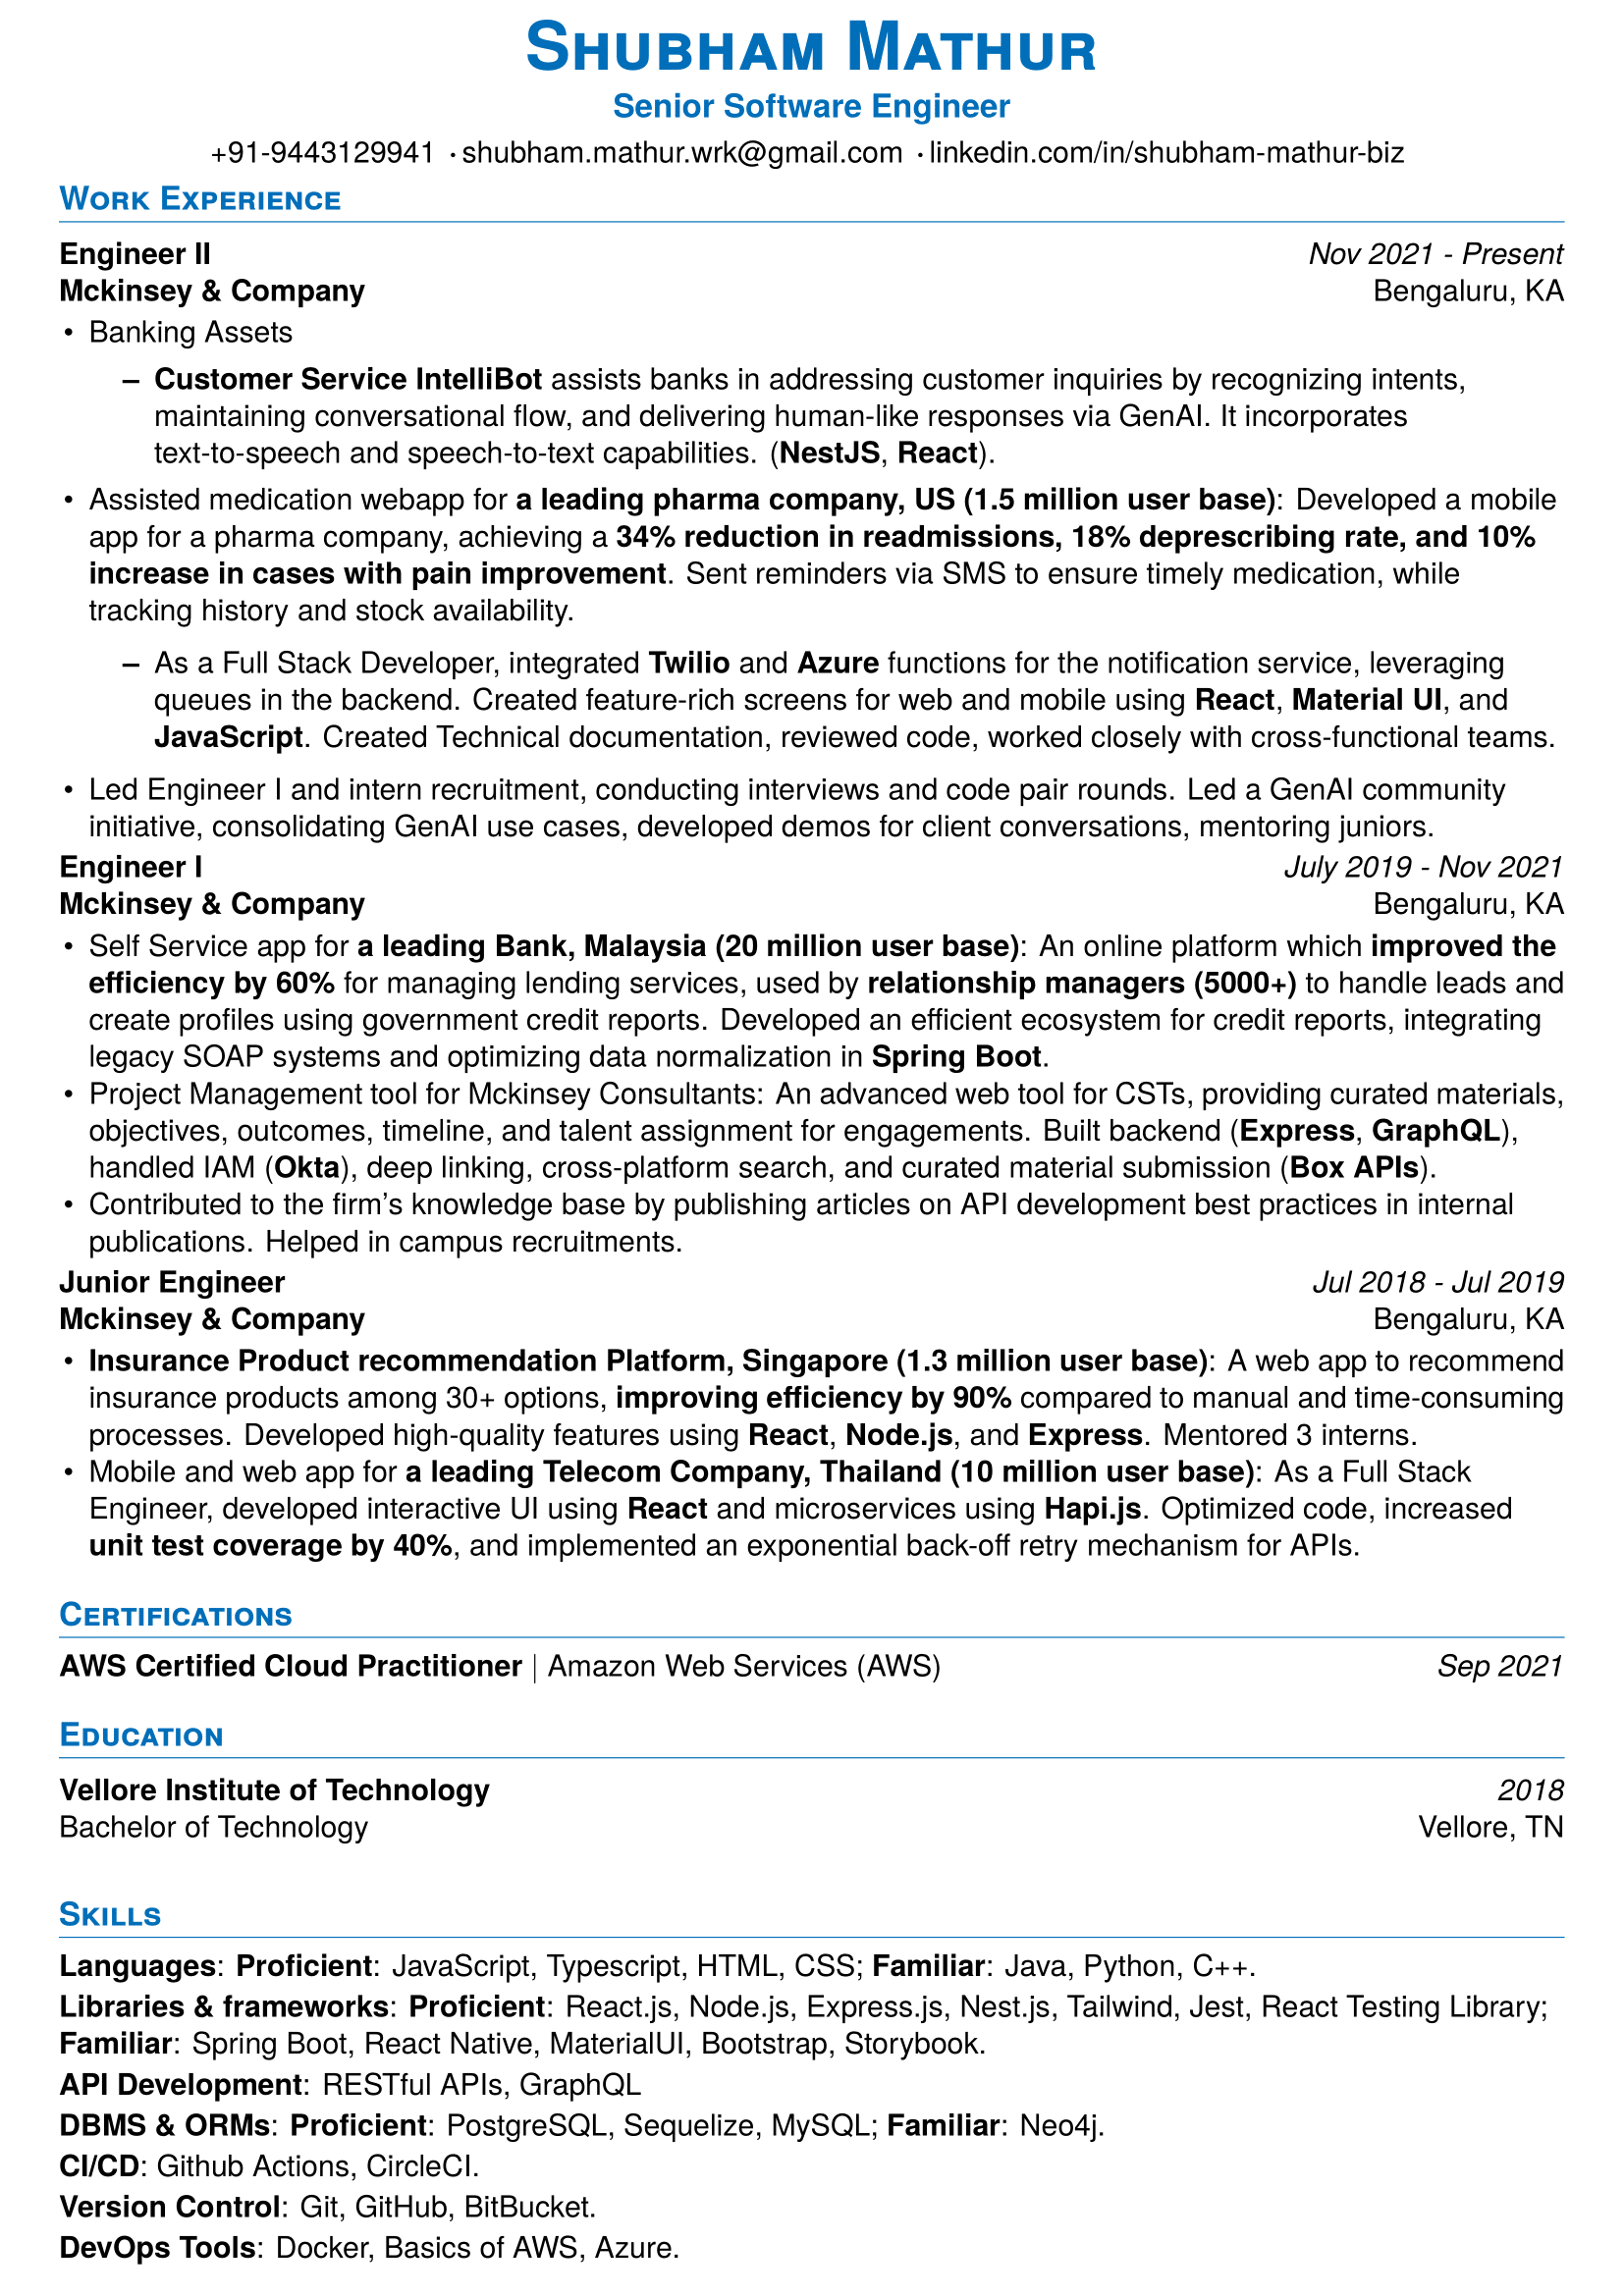 Shubham Mathur
Senior Software Engineer
+91-9443129941 • shubham.mathur.wrk@gmail.com • linkedin.com/in/shubham-mathur-biz
Work Experience
Engineer II Nov 2021 - Present
Mckinsey & Company Bengaluru, KA
• Banking Assets
– Customer Service IntelliBot assists banks in addressing customer inquiries by recognizing intents,
maintaining conversational flow, and delivering human-like responses via GenAI. It incorporates
text-to-speech and speech-to-text capabilities. (NestJS, React).
• Assisted medication webapp for a leading pharma company, US (1.5 million user base): Developed a mobile
app for a pharma company, achieving a 34% reduction in readmissions, 18% deprescribing rate, and 10%
increase in cases with pain improvement. Sent reminders via SMS to ensure timely medication, while
tracking history and stock availability.
– As a Full Stack Developer, integrated Twilio and Azure functions for the notification service, leveraging
queues in the backend. Created feature-rich screens for web and mobile using React, Material UI, and
JavaScript. Created Technical documentation, reviewed code, worked closely with cross-functional teams.
• Led Engineer I and intern recruitment, conducting interviews and code pair rounds. Led a GenAI community
initiative, consolidating GenAI use cases, developed demos for client conversations, mentoring juniors.
Engineer I July 2019 - Nov 2021
Mckinsey & Company Bengaluru, KA
• Self Service app for a leading Bank, Malaysia (20 million user base): An online platform which improved the
efficiency by 60% for managing lending services, used by relationship managers (5000+) to handle leads and
create profiles using government credit reports. Developed an efficient ecosystem for credit reports, integrating
legacy SOAP systems and optimizing data normalization in Spring Boot.
• Project Management tool for Mckinsey Consultants: An advanced web tool for CSTs, providing curated materials,
objectives, outcomes, timeline, and talent assignment for engagements. Built backend (Express, GraphQL),
handled IAM (Okta), deep linking, cross-platform search, and curated material submission (Box APIs).
• Contributed to the firm's knowledge base by publishing articles on API development best practices in internal
publications. Helped in campus recruitments.
Junior Engineer Jul 2018 - Jul 2019
Mckinsey & Company Bengaluru, KA
• Insurance Product recommendation Platform, Singapore (1.3 million user base): A web app to recommend
insurance products among 30+ options, improving efficiency by 90% compared to manual and time-consuming
processes. Developed high-quality features using React, Node.js, and Express. Mentored 3 interns.
• Mobile and web app for a leading Telecom Company, Thailand (10 million user base): As a Full Stack
Engineer, developed interactive UI using React and microservices using Hapi.js. Optimized code, increased
unit test coverage by 40%, and implemented an exponential back-off retry mechanism for APIs.
Certifications
AWS Certified Cloud Practitioner | Amazon Web Services (AWS) Sep 2021
Education
Vellore Institute of Technology 2018
Bachelor of Technology Vellore, TN
Skills
Languages: Proficient: JavaScript, Typescript, HTML, CSS; Familiar: Java, Python, C++.
Libraries & frameworks: Proficient: React.js, Node.js, Express.js, Nest.js, Tailwind, Jest, React Testing Library;
Familiar: Spring Boot, React Native, MaterialUI, Bootstrap, Storybook.
API Development: RESTful APIs, GraphQL
DBMS & ORMs: Proficient: PostgreSQL, Sequelize, MySQL; Familiar: Neo4j.
CI/CD: Github Actions, CircleCI.
Version Control: Git, GitHub, BitBucket.
DevOps Tools: Docker, Basics of AWS, Azure.